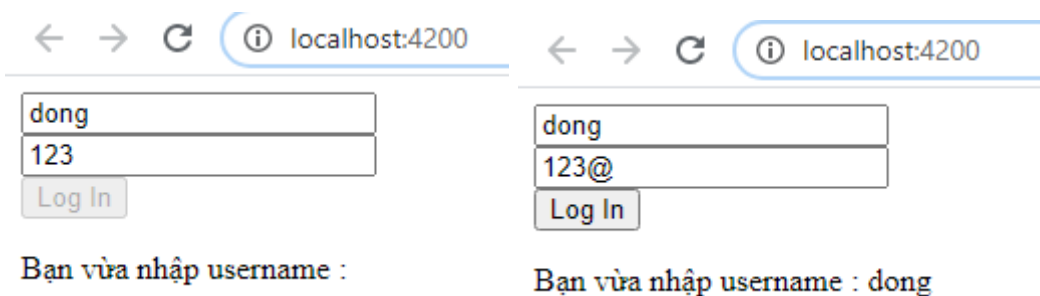 localhost:4200
dong
123
Log In
Bạn vừa nhập username :
localhost:4200
dong
123@
Log In
Bạn vừa nhập username : dong